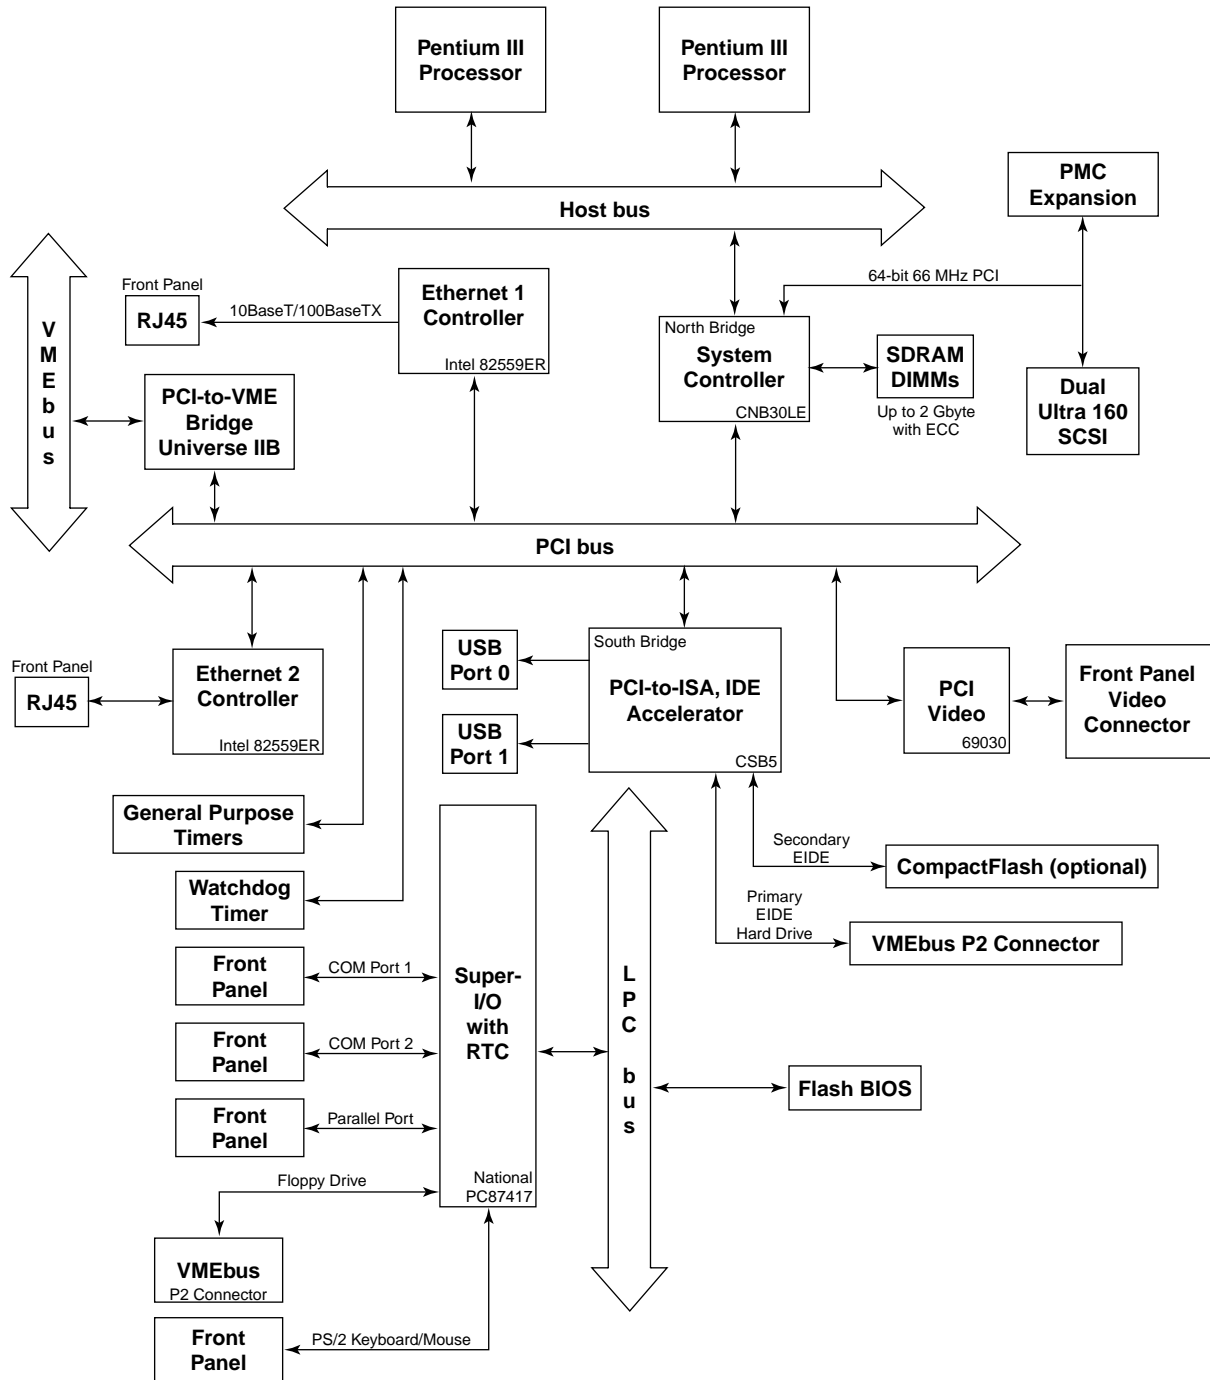 Pentium III
Processor
Pentium III
Processor
PMC
Expansion
Host bus
64-bit 66 MHz PCI
Front Panel
RJ45
10BaseT/100BaseTX
Ethernet 1
Controller
Intel 82559ER
North Bridge
System
Controller
CNB30LE
SDRAM
DIMMs
Up to 2 Gbyte
with ECC
Dual
Ultra 160
SCSI
V
M
E
b
u
s
PCI-to-VME
Bridge
Universe IIB
PCI bus
Front Panel
RJ45
Ethernet 2
Controller
Intel 82559ER
USB
Port 0
USB
Port 1
South Bridge
PCI-to-ISA, IDE
Accelerator
CSB5
PCI
Video
69030
Front Panel
Video
Connector
General Purpose
Timers
Watchdog
Timer
Secondary
EIDE
CompactFlash (optional)
Primary
EIDE
Hard Drive
VMEbus P2 Connector
Front
Panel
COM Port 1
Front
Panel
COM Port 2
Front
Panel
Parallel Port
Super-
I/O
with
RTC
National
PC87417
L
P
C
b
u
s
Flash BIOS
Floppy Drive
VMEbus
P2 Connector
Front
Panel
PS/2 Keyboard/Mouse